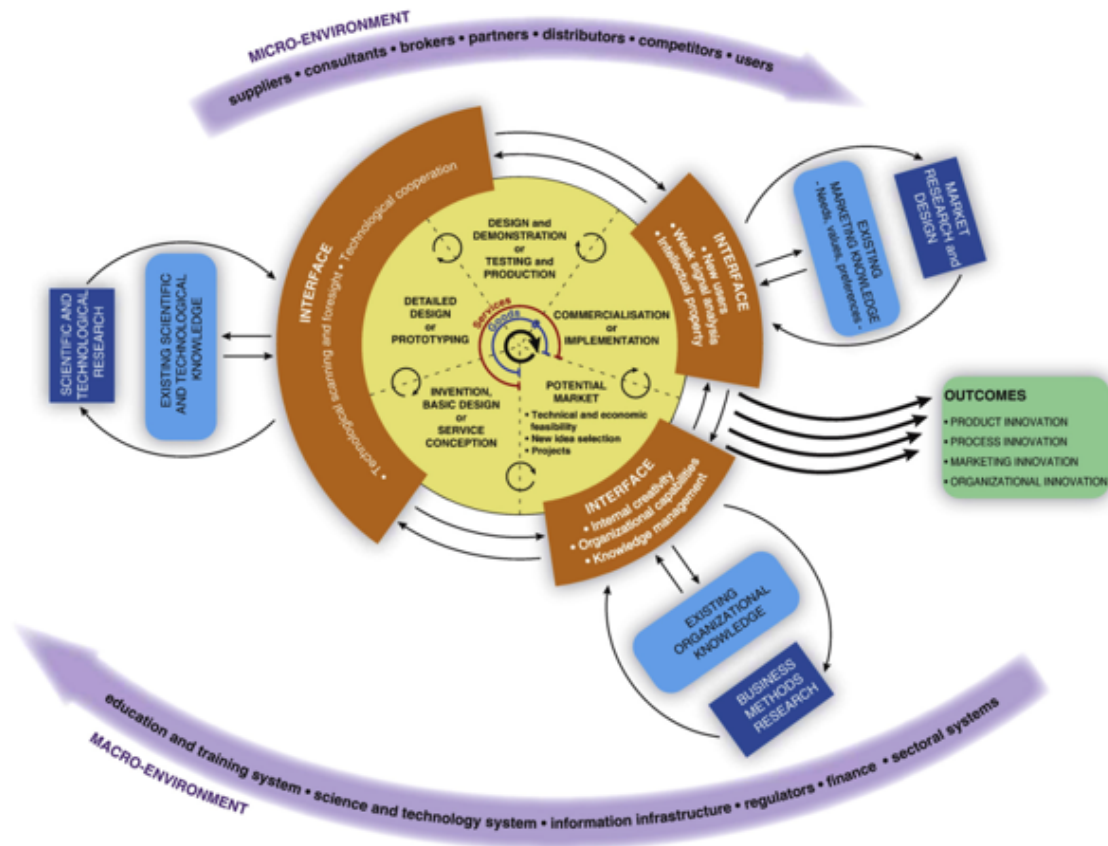 MICRO-ENVIRONMENT
suppliers • consultants • brokers • partners • distributors • competitors • users
INTERFACE
• Technological scanning and foresight • Technological cooperation
SCIENTIFIC AND
TECHNOLOGICAL
RESEARCH
EXISTING SCIENTIFIC
AND TECHNOLOGICAL
KNOWLEDGE
DESIGN and
DEMONSTRATION
or
TESTING and
PRODUCTION
DETAILED
DESIGN
or
PROTOTYPING
Services
Goods
COMMERCIALISATION
or
IMPLEMENTATION
INVENTION,
BASIC DESIGN
or
SERVICE
CONCEPTION
POTENTIAL
MARKET
• Technical and economic
feasibility
• New idea selection
• Projects
INTERFACE
• New users
• Weak signal analysis
• Intellectual property
EXISTING
MARKETING KNOWLEDGE
- Needs, values, preferences -
MARKET
RESEARCH and
DESIGN
INTERFACE
• Internal creativity
• Organizational capabilities
• Knowledge management
EXISTING
ORGANIZATIONAL
KNOWLEDGE
BUSINESS
METHODS
RESEARCH
OUTCOMES
• PRODUCT INNOVATION
• PROCESS INNOVATION
• MARKETING INNOVATION
• ORGANIZATIONAL INNOVATION
education and training system • science and technology system • information infrastructure • regulators • finance • sectoral systems
MACRO-ENVIRONMENT